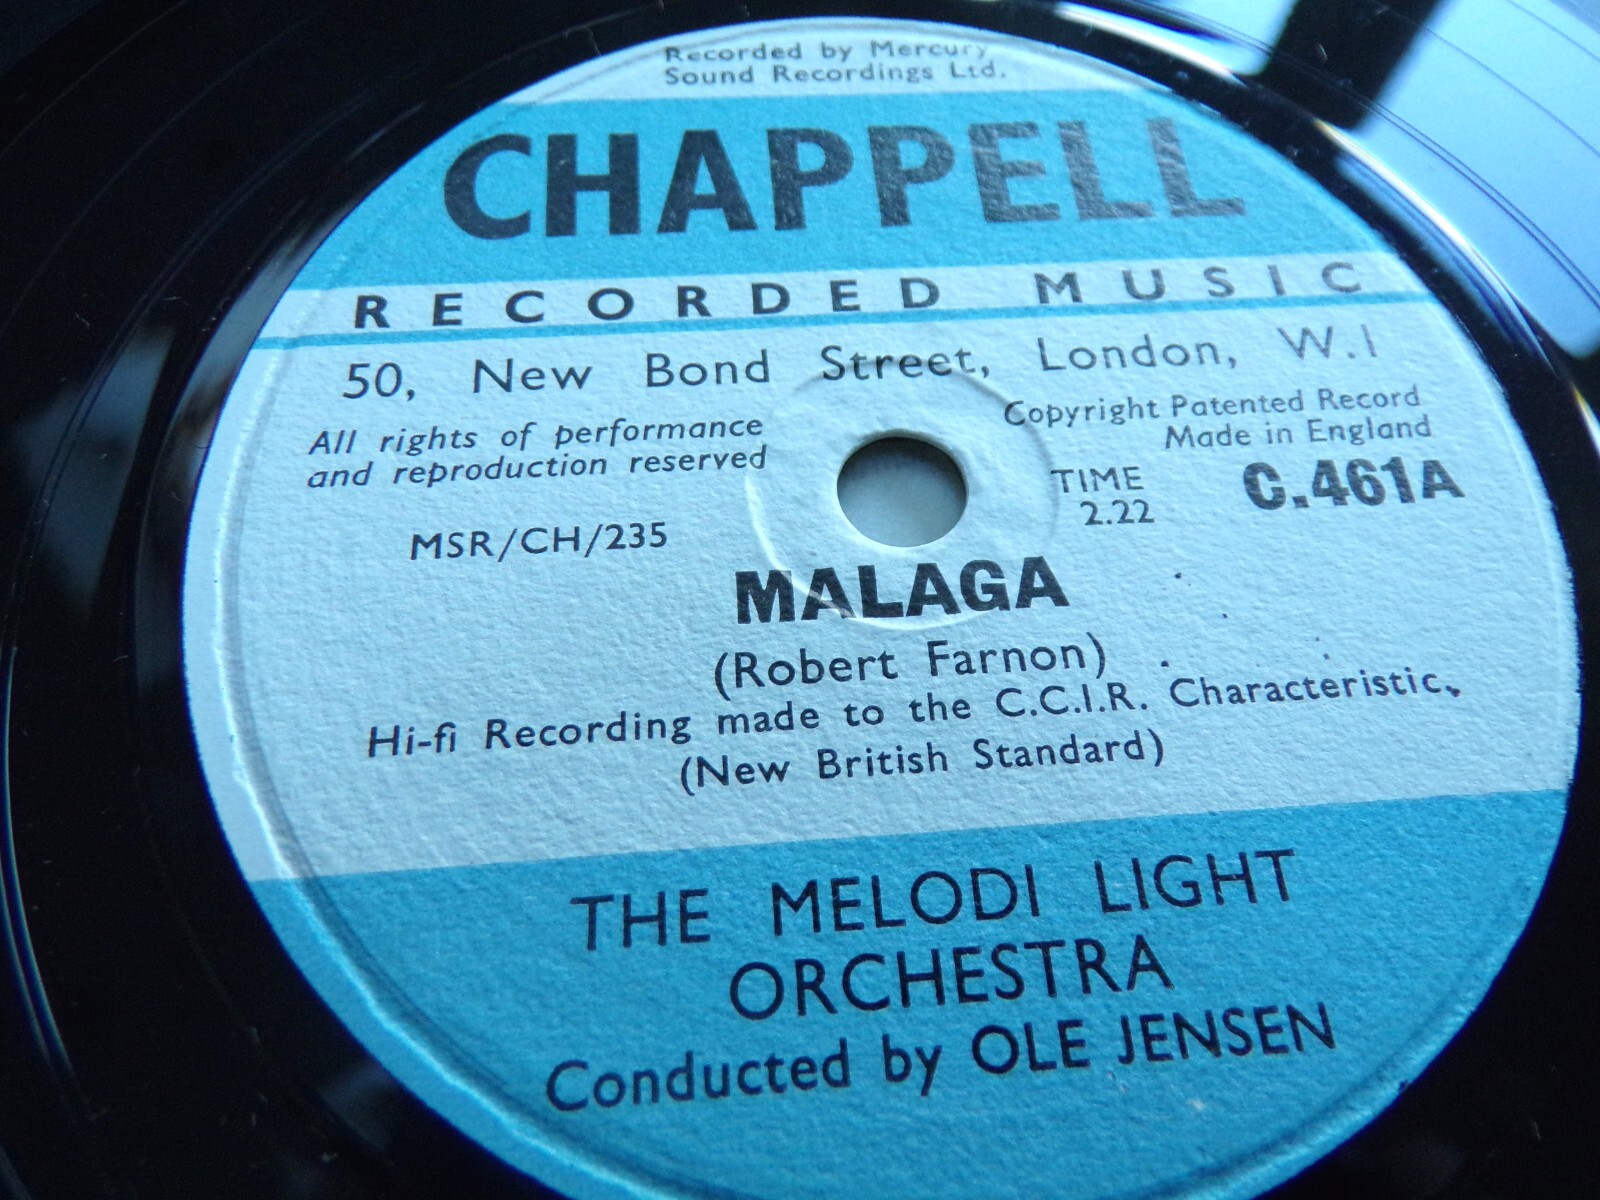 Recorded by Mercury
Sound Recordings Ltd.
CHAPPELL
RECORDED MUSIC
50, New Bond Street, London, W.1
All rights of performance
and reproduction reserved
Copyright Patented Record
Made in England
TIME
2.22
C.461A
MSR/CH/235
MALAGA
(Robert Farnon)
Hi-fi Recording made to the C.C.I.R. Characteristic.
(New British Standard)
THE MELODI LIGHT
ORCHESTRA
Conducted by OLE JENSEN